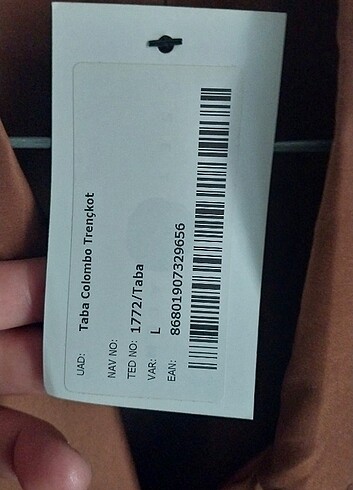 UAD: Taba Colombo Trençkot
NAV NO:
TED NO: 1772/Taba
VAR: L
EAN: 8680190732965​6